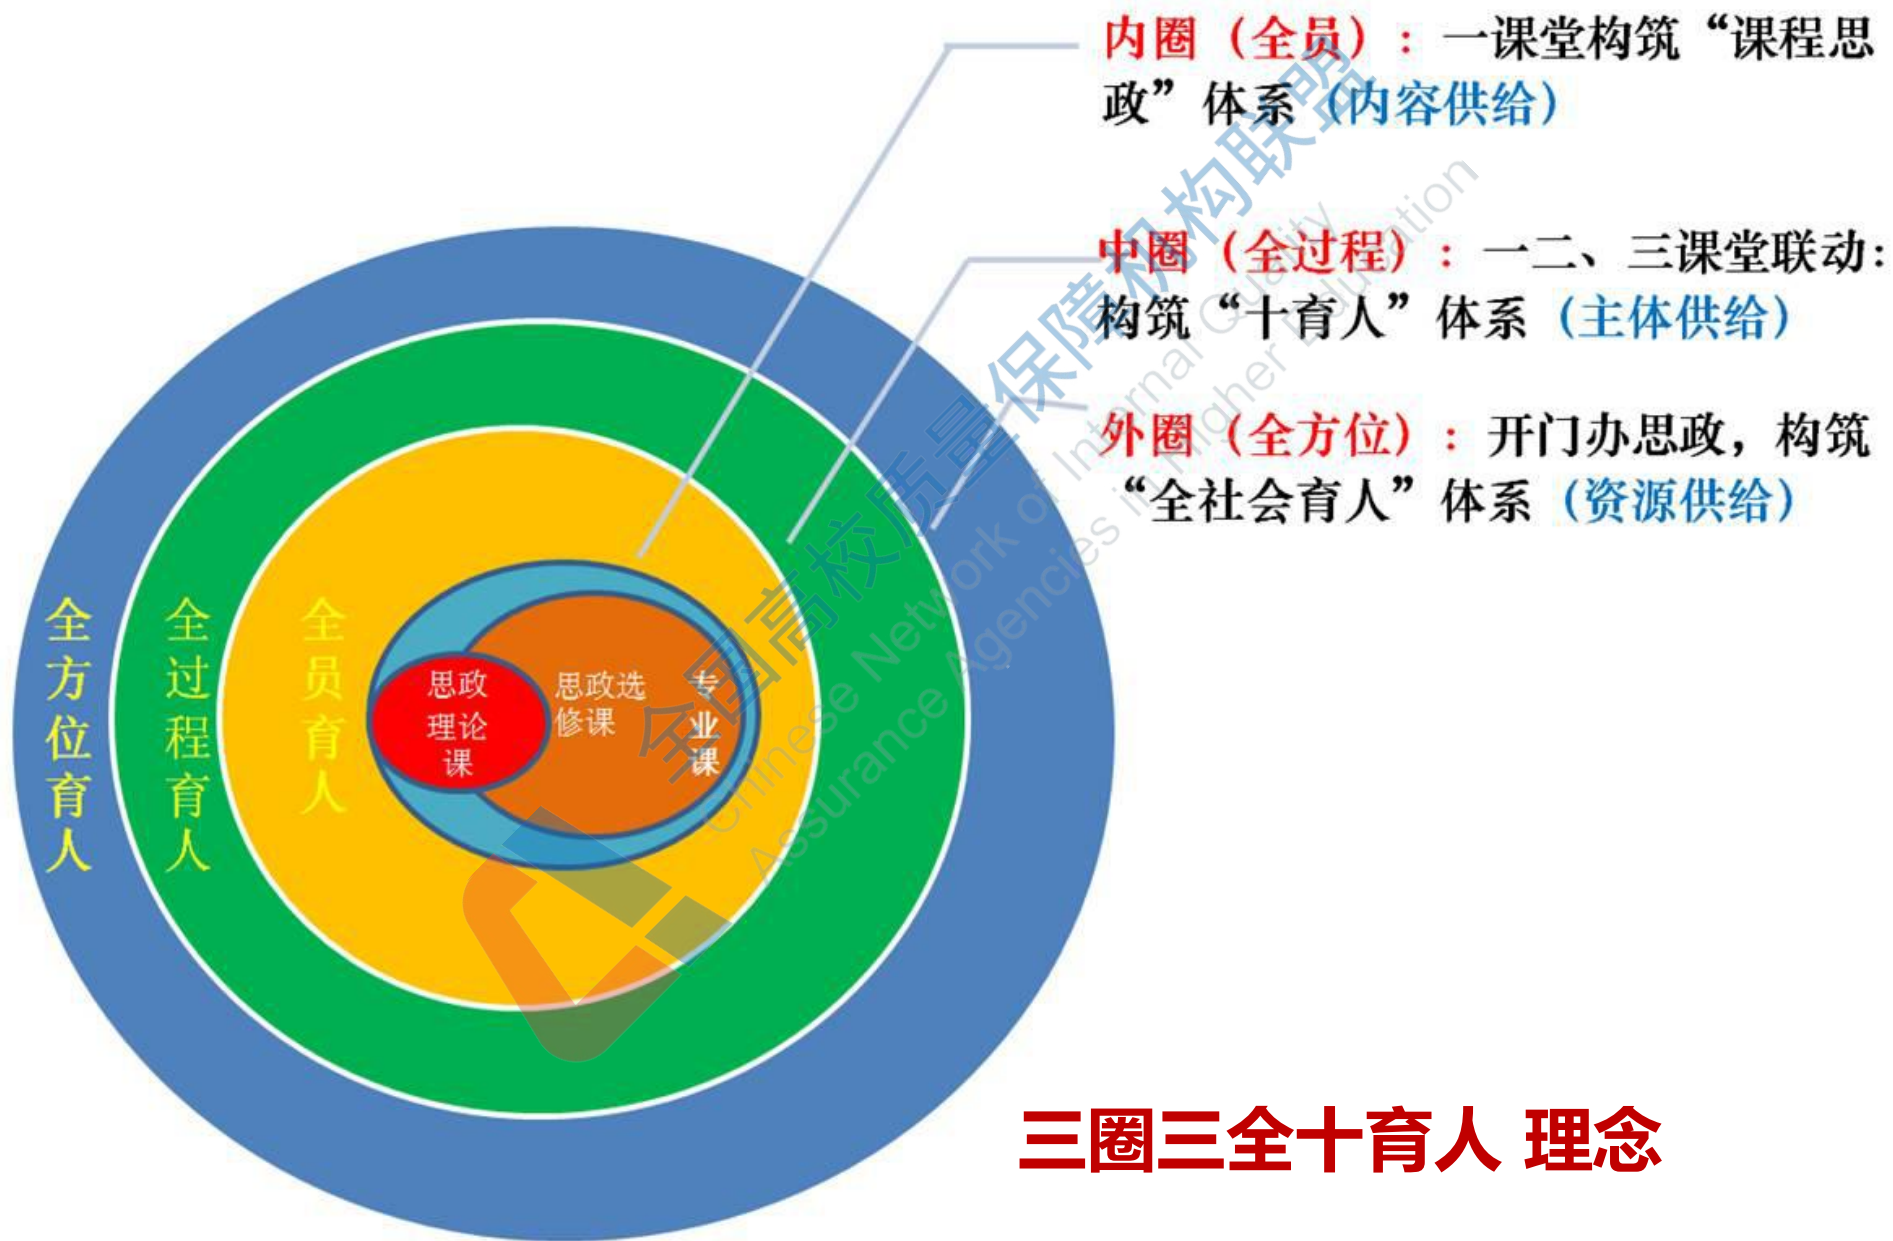 内圈（全员）：一课堂构筑“课程思
政”体系（内容供给）
中圈（全过程）：一二、三课堂联动：
构筑“十育人”体系（主体供给）
外圈（全方位）：开门办思政，构筑
“全社会育人”体系（资源供给）
全方位育人
全过程育人
全员育人
思政
理论
课
思政选
修课
专业课
三圈三全十育人 理念
全国高校质量保障机构联盟
Chinese Network of Internal Quality
Assurance Agencies in Higher Education